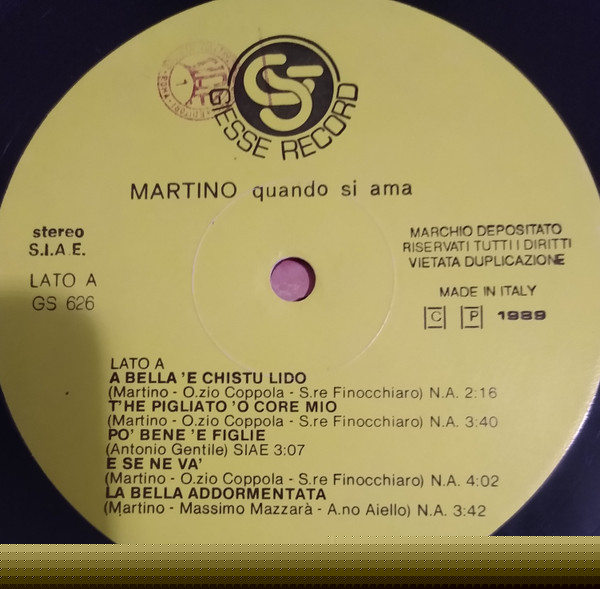 GIESSE RECORD
MARTINO quando si ama
stereo
S.I.A.E.
LATO A
GS 626
MARCHIO DEPOSITATO
RISERVATI TUTTI I DIRITTI
VIETATA DUPLICAZIONE
MADE IN ITALY
C P 1989
LATO A
A BELLA 'E CHISTU LIDO
(Martino - O.zio Coppola - S.re Finocchiaro) N.A. 2:16
T'HE PIGLIATO 'O CORE MIO
(Martino - O.zio Coppola - S.re Finocchiaro) N.A. 3:40
PO' BENE 'E FIGLIE
(Antonio Gentile) SIAE 3:07
E SE NE VA'
(Martino - O.zio Coppola - S.re Finocchiaro) N.A. 4:02
LA BELLA ADDORMENTATA
(Martino - Massimo Mazzarà - A.no Aiello) N.A. 3:42